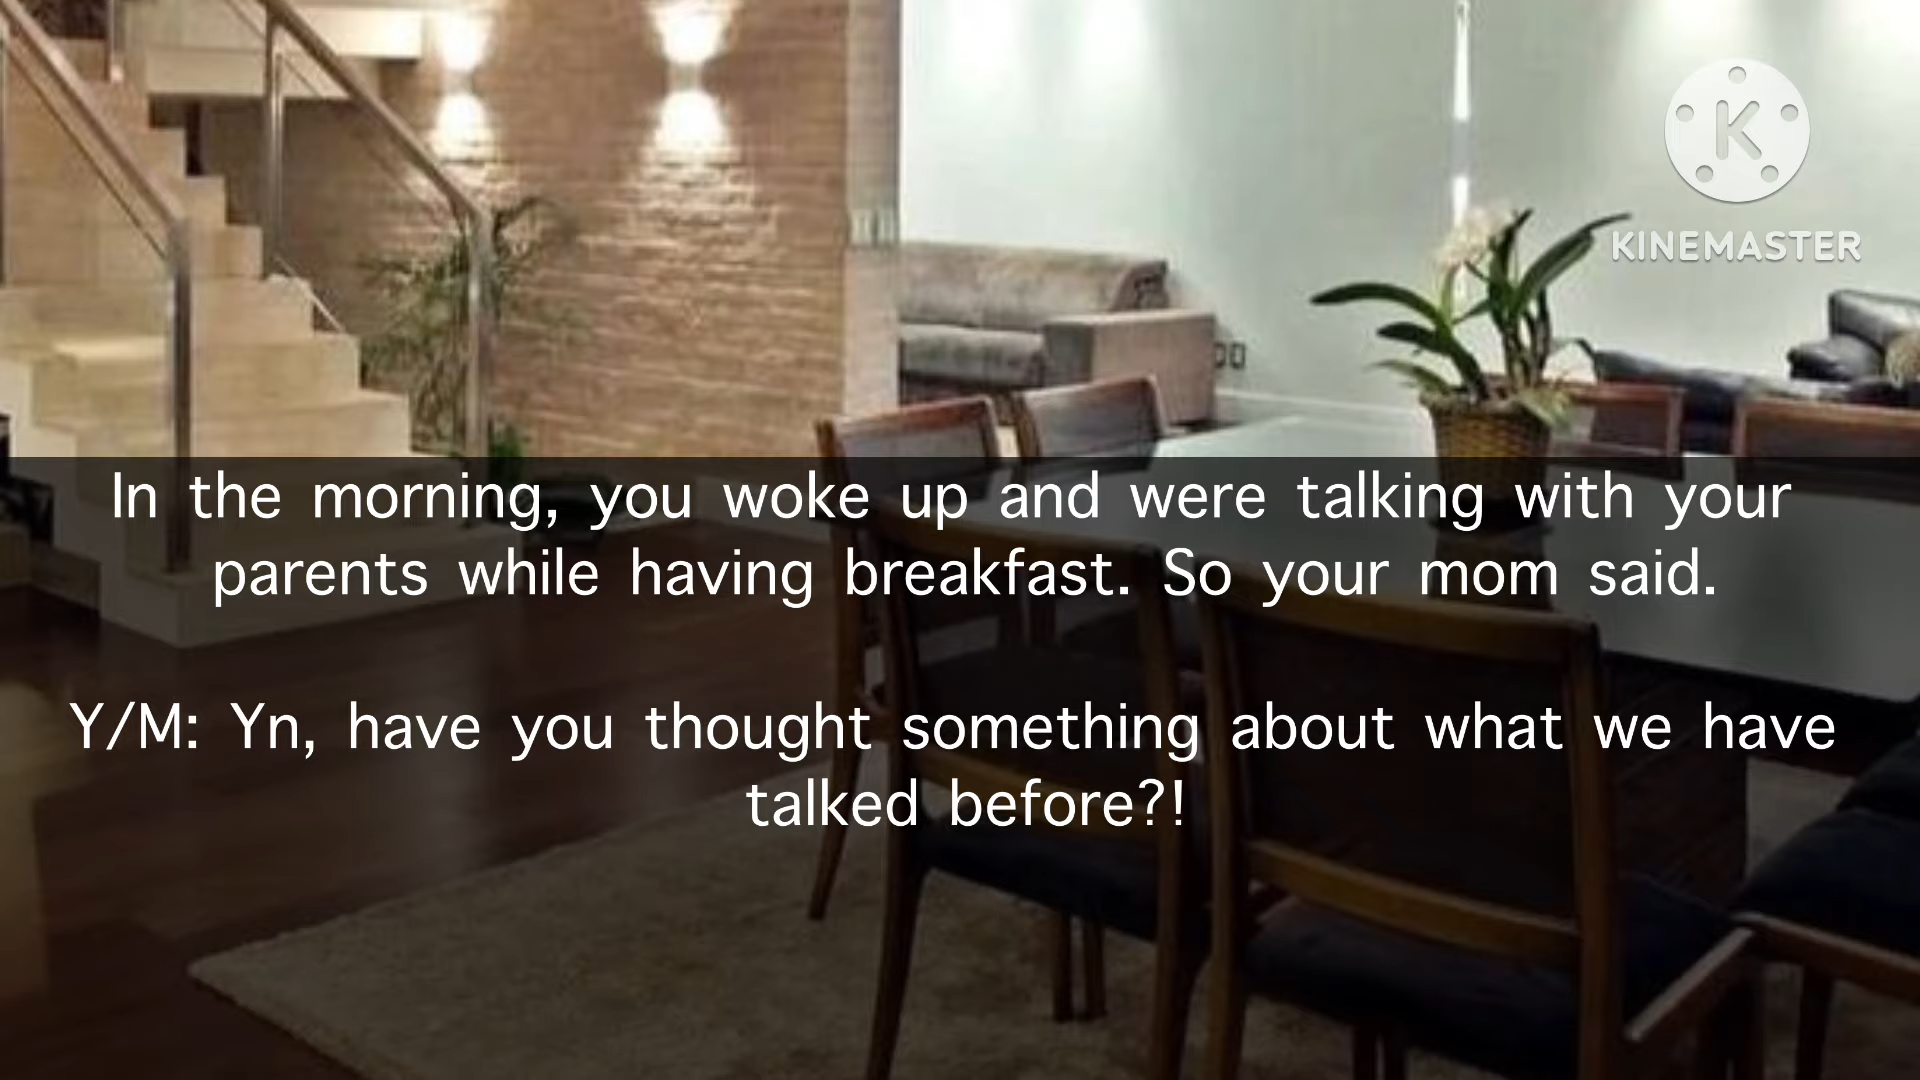 K
KINEMASTER
In the morning, you woke up and were talking with your
parents while having breakfast. So your mom said.
Y/M: Yn, have you thought something about what we have
talked before?!